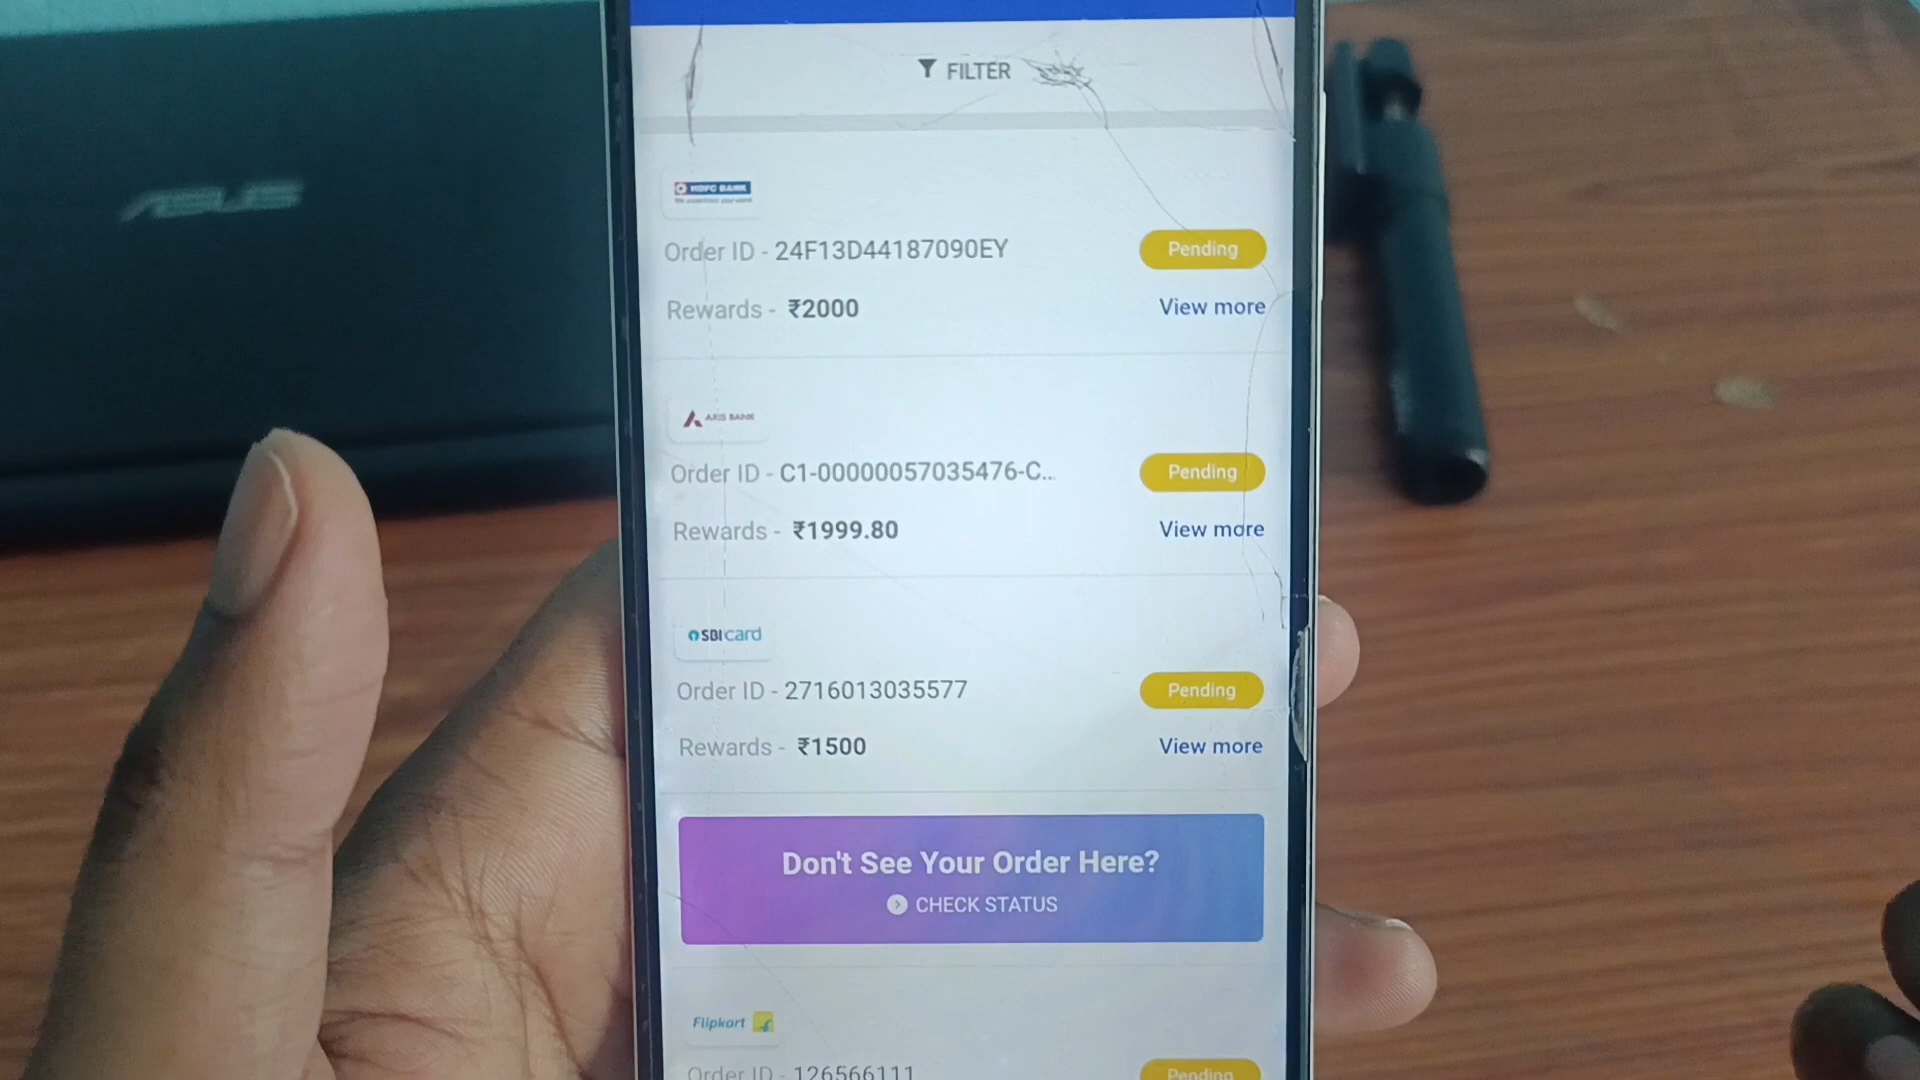 ASUS
FILTER
HDFC BANK
Order ID - 24F13D44187090EY
Pending
Rewards - ₹2000
View more
AXIS BANK
Order ID - C1-00000057035476-C...
Pending
Rewards - ₹1999.80
View more
SBI card
Order ID - 2716013035577
Pending
Rewards - ₹1500
View more
Don't See Your Order Here?
CHECK STATUS
Flipkart
Order ID - 126566111
Pending